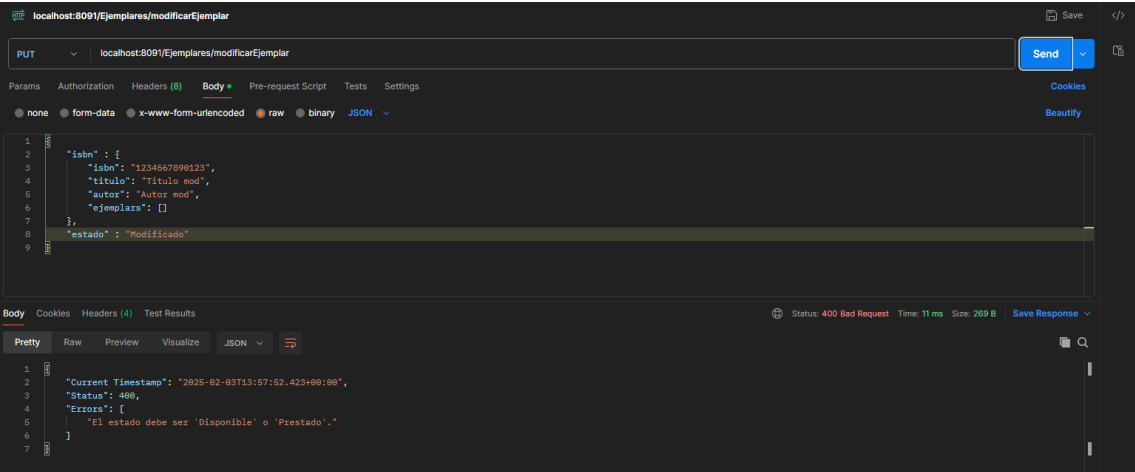 HTTP localhost:8091/Ejemplares/modificarEjemplar Save
PUT localhost:8091/Ejemplares/modificarEjemplar Send
Params Authorization Headers (8) Body Pre-request Script Tests Settings Cookies
none form-data x-www-form-urlencoded raw binary JSON Beautify
1 {
2 "isbn" : {
3 "isbn": "1234567890123",
4 "titulo": "Titulo mod",
5 "autor": "Autor mod",
6 "ejemplars": []
7 },
8 "estado" : "Modificado"
9 }
Body Cookies Headers (4) Test Results Status: 400 Bad Request Time: 11 ms Size: 269 B Save Response
Pretty Raw Preview Visualize JSON
1 {
2 "Current Timestamp": "2025-02-03T13:57:52.423+00:00",
3 "Status": 400,
4 "Errors": [
5 "El estado debe ser 'Disponible' o 'Prestado'."
6 ]
7 }